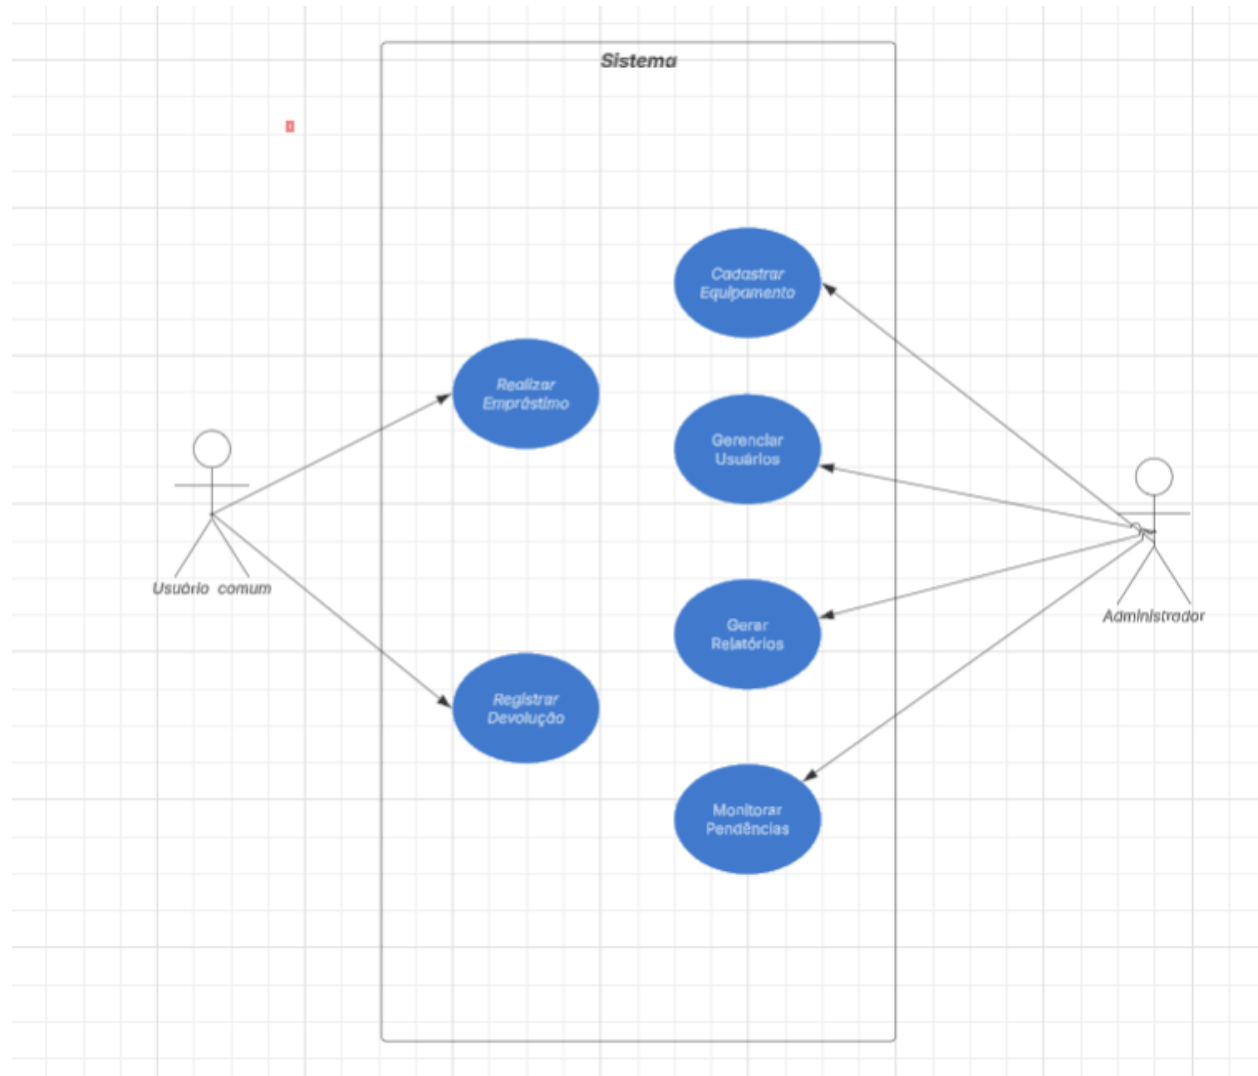 Sistema
Cadastrar
Equipamento
Realizar
Empréstimo
Gerenciar
Usuários
Usuário comum
Administrador
Gerar
Relatórios
Registrar
Devolução
Monitorar
Pendências